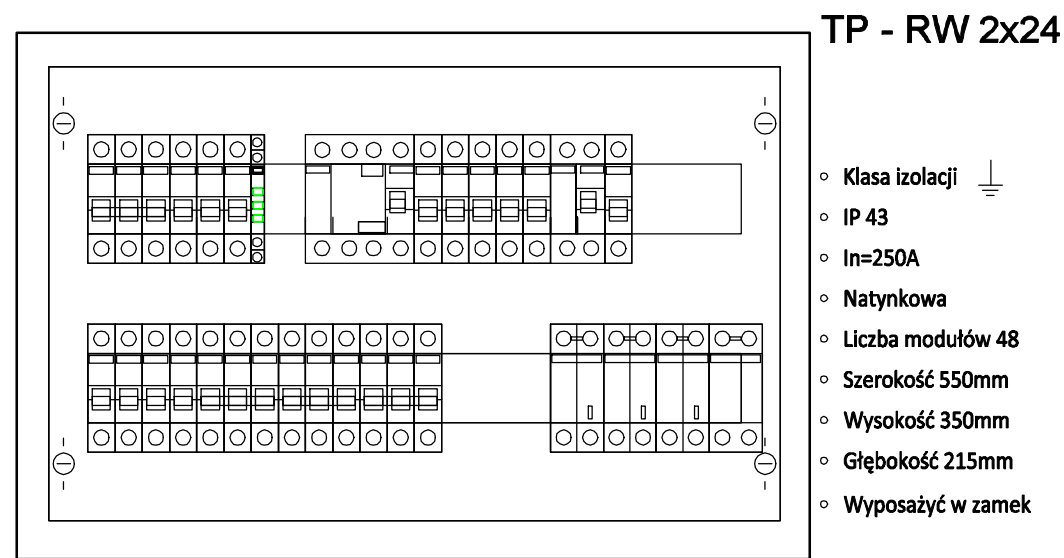 TP - RW 2x24
Klasa izolacji
IP 43
In=250A
Natynkowa
Liczba modułów 48
Szerokość 550mm
Wysokość 350mm
Głębokość 215mm
Wyposażyć w zamek